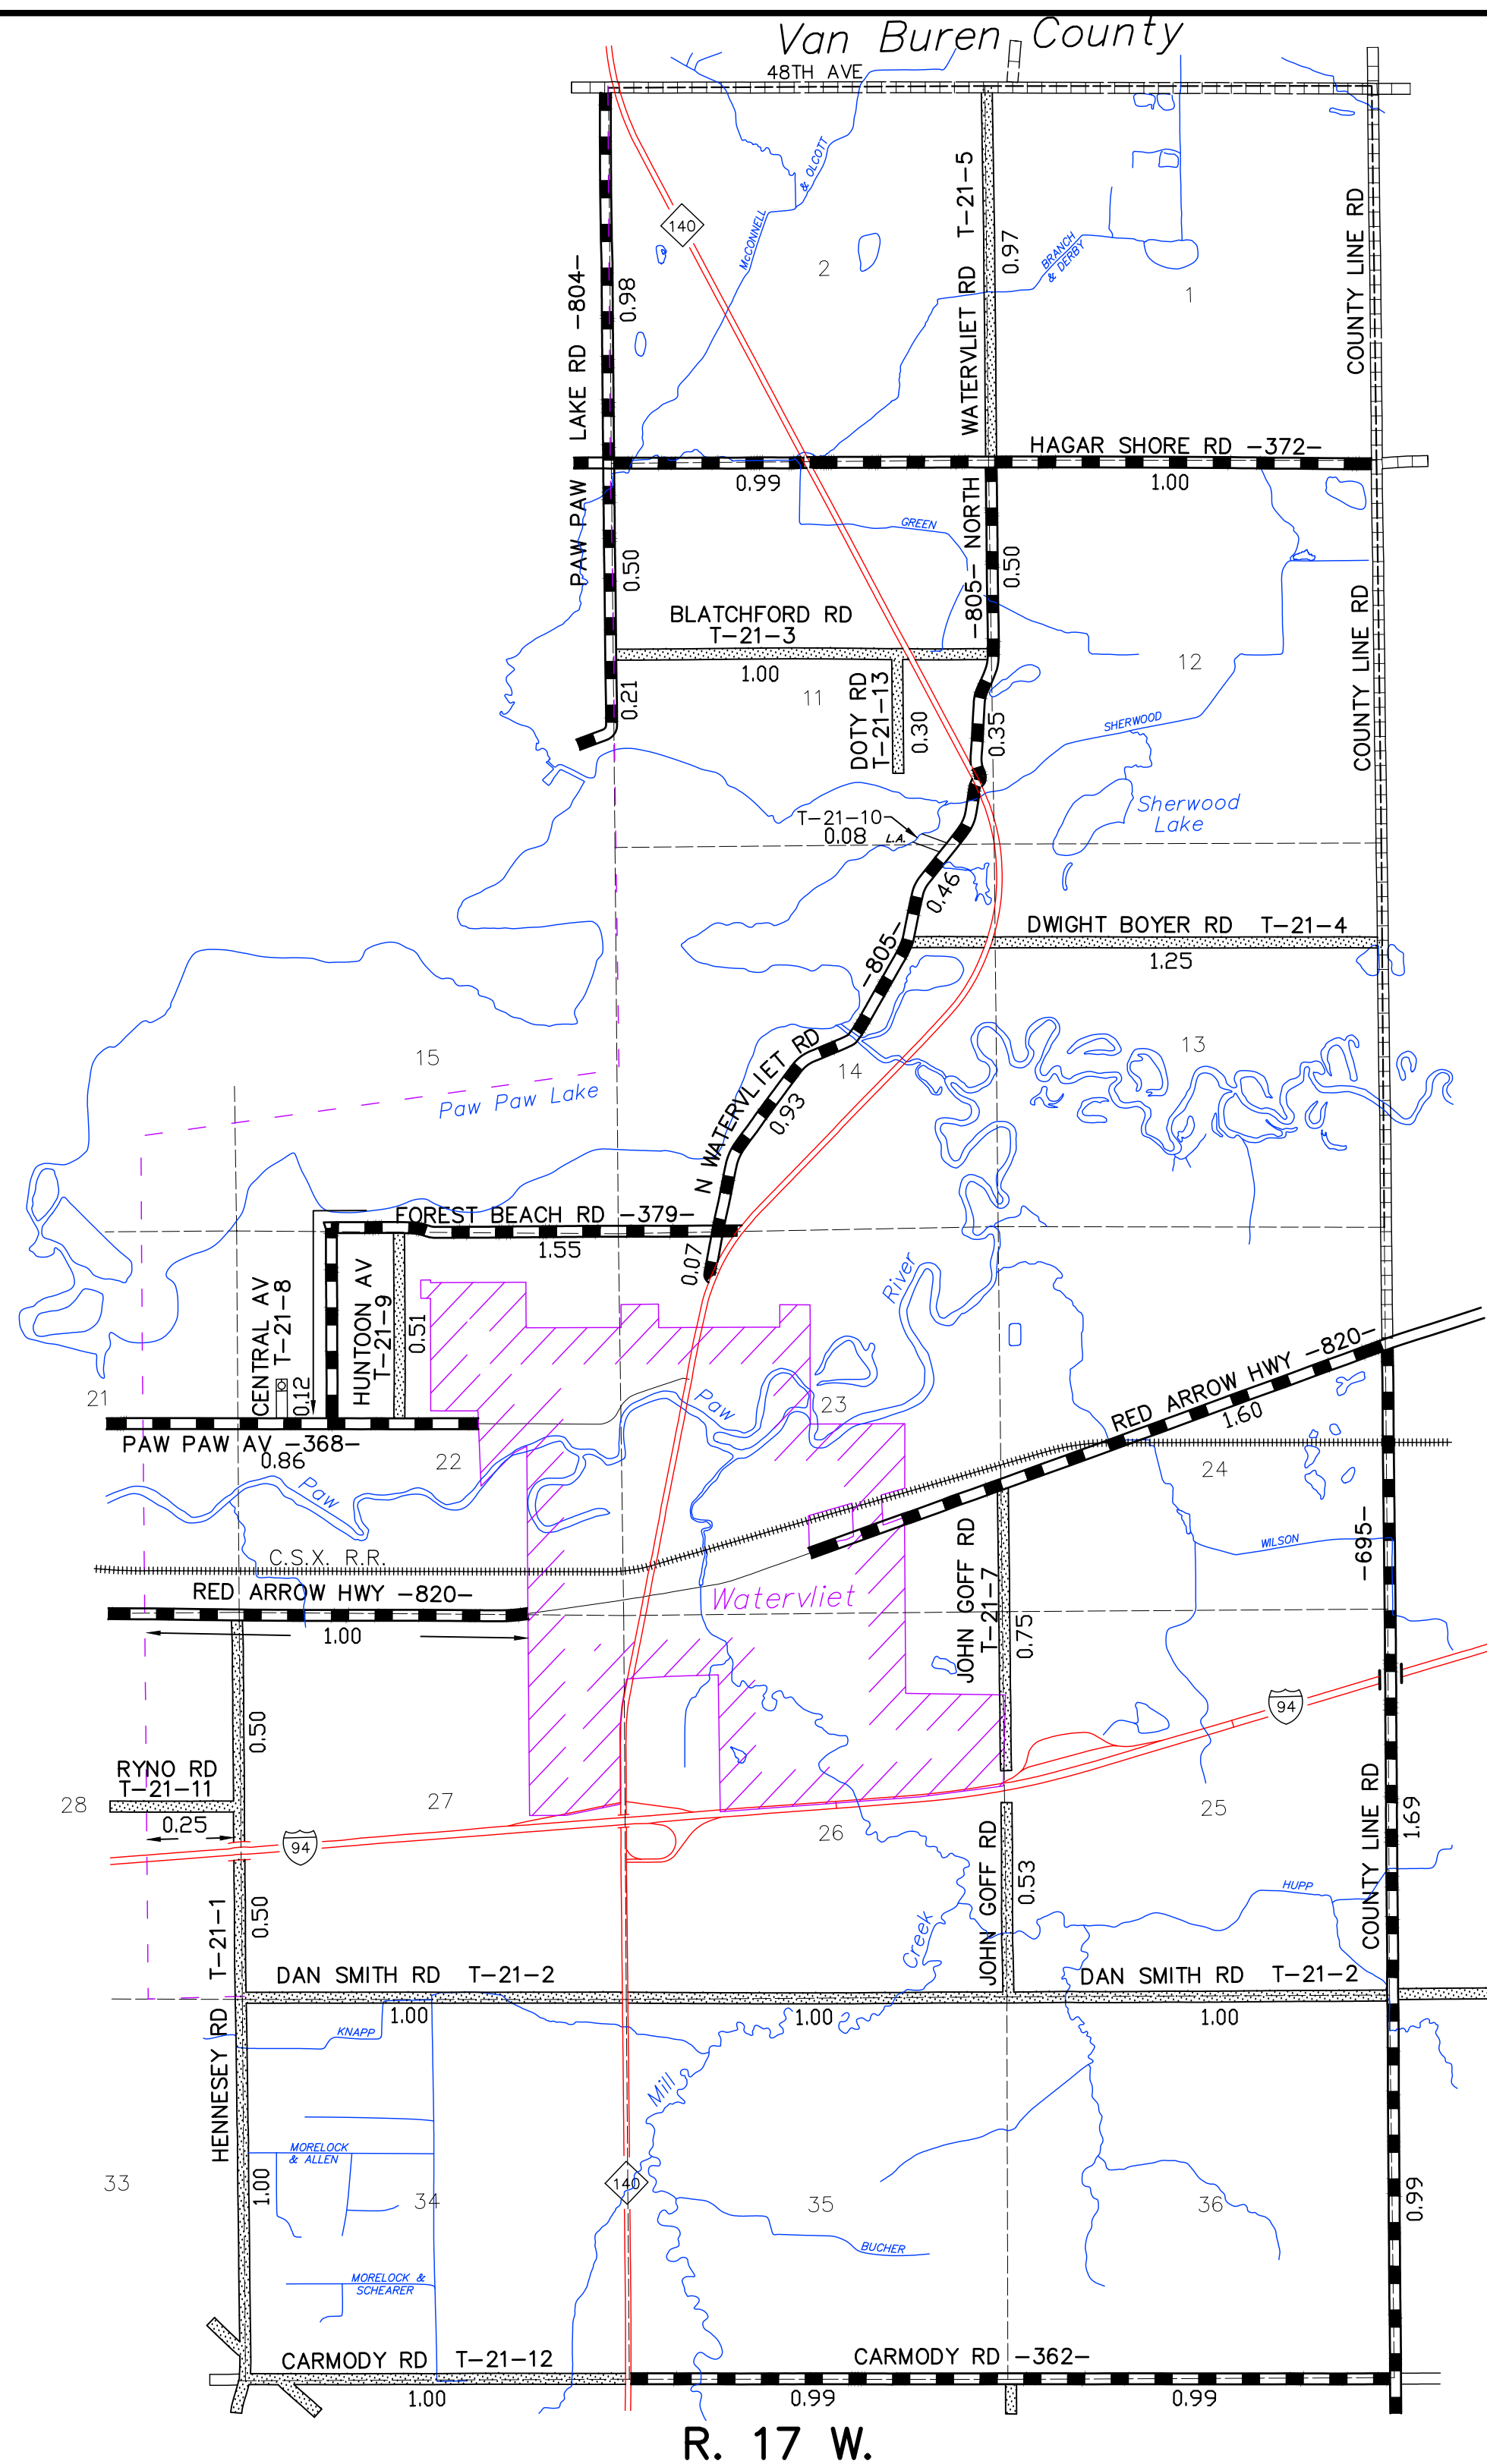 Van Buren County
48TH AVE
140
McCONNELL
& OLCOTT
2
WATERVLIET RD T-21-5
0.97
BRANCH
& DERBY
1
COUNTY LINE RD
PAW PAW LAKE RD -804-
0.98
HAGAR SHORE RD -372-
0.99
1.00
GREEN
-805- NORTH
0.50
0.50
BLATCHFORD RD
T-21-3
1.00
11
12
COUNTY LINE RD
0.21
DOTY RD
T-21-13
0.30
0.35
SHERWOOD
Sherwood
Lake
T-21-10
0.08
L.A.
0.46
DWIGHT BOYER RD T-21-4
1.25
-805-
15
Paw Paw Lake
N WATERVLIET RD
14
0.93
13
FOREST BEACH RD -379-
1.55
0.07
River
CENTRAL AV
T-21-8
0.12
HUNTOON AV
T-21-9
0.51
21
PAW PAW AV -368-
0.86
22
Paw
Paw
23
RED ARROW HWY -820-
1.60
24
C.S.X. R.R.
RED ARROW HWY -820-
1.00
Watervliet
JOHN GOFF RD
T-21-7
0.75
WILSON
-695-
94
0.50
RYNO RD
T-21-11
0.25
28
27
94
26
25
COUNTY LINE RD
1.69
HENNESEY RD T-21-1
0.50
JOHN GOFF RD
0.53
HUPP
Creek
DAN SMITH RD T-21-2
DAN SMITH RD T-21-2
1.00
1.00
1.00
KNAPP
Mill
MORELOCK
& ALLEN
33
1.00
34
140
35
36
0.99
BUCHER
MORELOCK &
SCHEARER
CARMODY RD T-21-12
CARMODY RD -362-
1.00
0.99
0.99
R. 17 W.